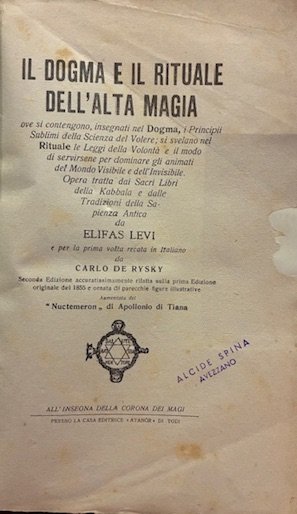 IL DOGMA E IL RITUALE
DELL'ALTA MAGIA
ove si contengono, insegnati nel Dogma, i Principii
Sublimi della Scienza del Volere; si svelano nel
Rituale le Leggi della Volontà e il modo
di servirsene per dominare gli animati
del Mondo Visibile e dell'Invisibile.
Opera tratta dai Sacri Libri
della Kabbala e dalle
Tradizioni della Sa-
pienza Antica
da
ELIFAS LEVI
e per la prima volta recata in Italiano
da
CARLO DE RYSKY
Seconda Edizione accuratissimamente rifatta sulla prima Edizione
originale del 1855 e ornata di parecchie figure illustrative
Aumentata del
"Nuctemeron" di Apollonio di Tiana
ALCIDE SPINA
AVEZZANO
ALL'INSEGNA DELLA CORONA DEI MAGI
PRESSO LA CASA EDITRICE «ATANÒR» DI TODI